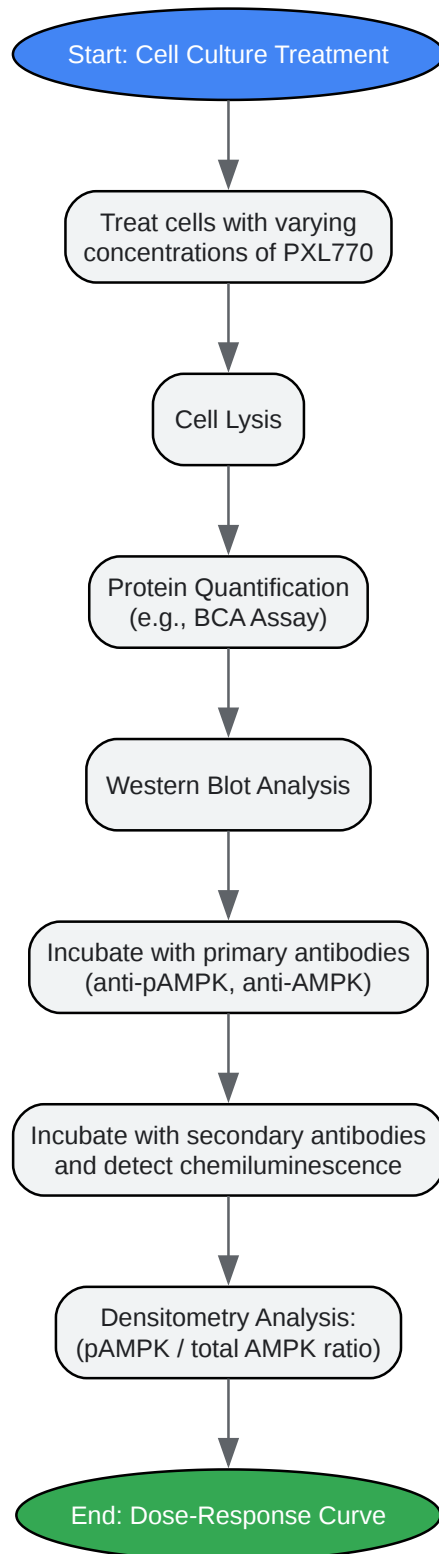 Start: Cell Culture Treatment
Treat cells with varying
concentrations of PXL770
Cell Lysis
Protein Quantification
(e.g., BCA Assay)
Western Blot Analysis
Incubate with primary antibodies
(anti-pAMPK, anti-AMPK)
Incubate with secondary antibodies
and detect chemiluminescence
Densitometry Analysis:
(pAMPK / total AMPK ratio)
End: Dose-Response Curve